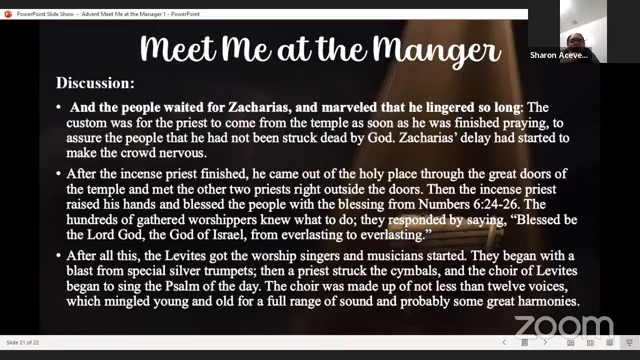 PowerPoint Slide Show - Advent Meet Me at the Manager 1 - PowerPoint
Sharon Aceve...
Meet Me at the Manger
Discussion:
• And the people waited for Zacharias, and marveled that he lingered so long: The
custom was for the priest to come from the temple as soon as he was finished praying, to
assure the people that he had not been struck dead by God. Zacharias' delay had started to
make the crowd nervous.
• After the incense priest finished, he came out of the holy place through the great doors of
the temple and met the other two priests right outside the doors. Then the incense priest
raised his hands and blessed the people with the blessing from Numbers 6:24-26. The
hundreds of gathered worshippers knew what to do; they responded by saying, "Blessed be
the Lord God, the God of Israel, from everlasting to everlasting."
• After all this, the Levites got the worship singers and musicians started. They began with a
blast from special silver trumpets; then a priest struck the cymbals, and the choir of Levites
began to sing the Psalm of the day. The choir was made up of not less than twelve voices,
which mingled young and old for a full range of sound and probably some great harmonies.
Slide 21 of 22
zoom